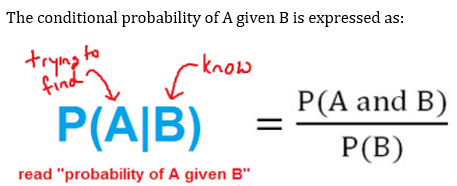 The conditional probability of A given B is expressed as:
trying to
find
know
P(A|B) = P(A and B)
P(B)
read "probability of A given B"